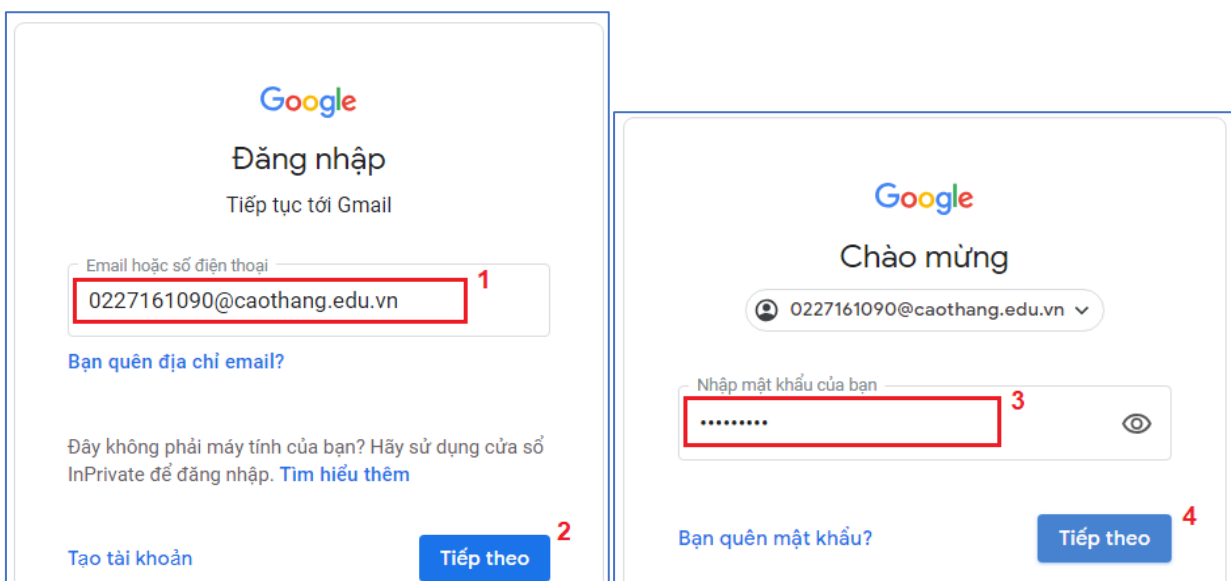 Google
Đăng nhập
Tiếp tục tới Gmail
Email hoặc số điện thoại
1
0227161090@caothang.edu.vn
Bạn quên địa chỉ email?
Đây không phải máy tính của bạn? Hãy sử dụng cửa sổ
InPrivate để đăng nhập. Tìm hiểu thêm
2
Tạo tài khoản
Tiếp theo
Google
Chào mừng
0227161090@caothang.edu.vn
Nhập mật khẩu của bạn
3
•••••••••
4
Bạn quên mật khẩu?
Tiếp theo